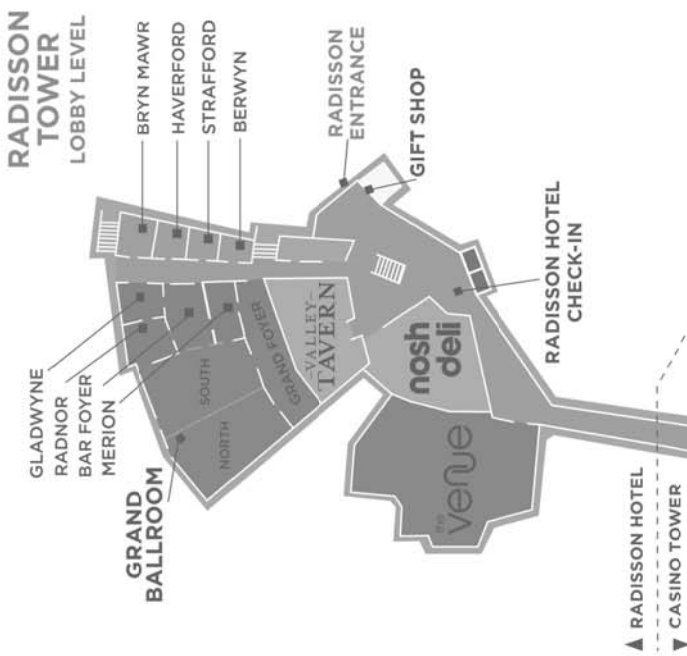 RADISSON
TOWER
LOBBY LEVEL
BRYN MAWR
HAVERFORD
STRAFFORD
BERWYN
RADISSON
ENTRANCE
GIFT SHOP
GLADWYNE
RADNOR
BAR FOYER
MERION
GRAND
BALLROOM
SOUTH
NORTH
GRAND FOYER
VALLEY
TAVERN
nosh
deli
the
venue
RADISSON HOTEL
CHECK-IN
RADISSON HOTEL
CASINO TOWER